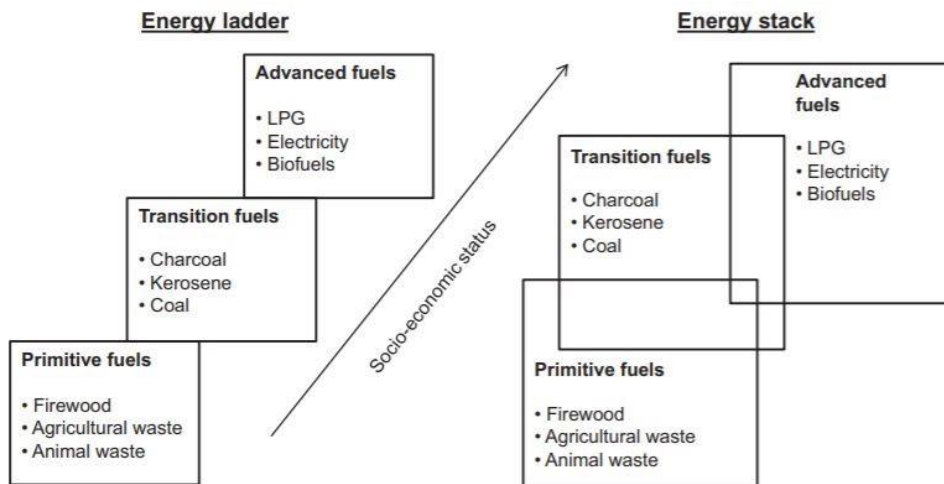 Energy ladder
Advanced fuels
• LPG
• Electricity
• Biofuels
Transition fuels
• Charcoal
• Kerosene
• Coal
Primitive fuels
• Firewood
• Agricultural waste
• Animal waste
Socio-economic status
Energy stack
Advanced
fuels
• LPG
• Electricity
• Biofuels
Transition fuels
• Charcoal
• Kerosene
• Coal
Primitive fuels
• Firewood
• Agricultural waste
• Animal waste